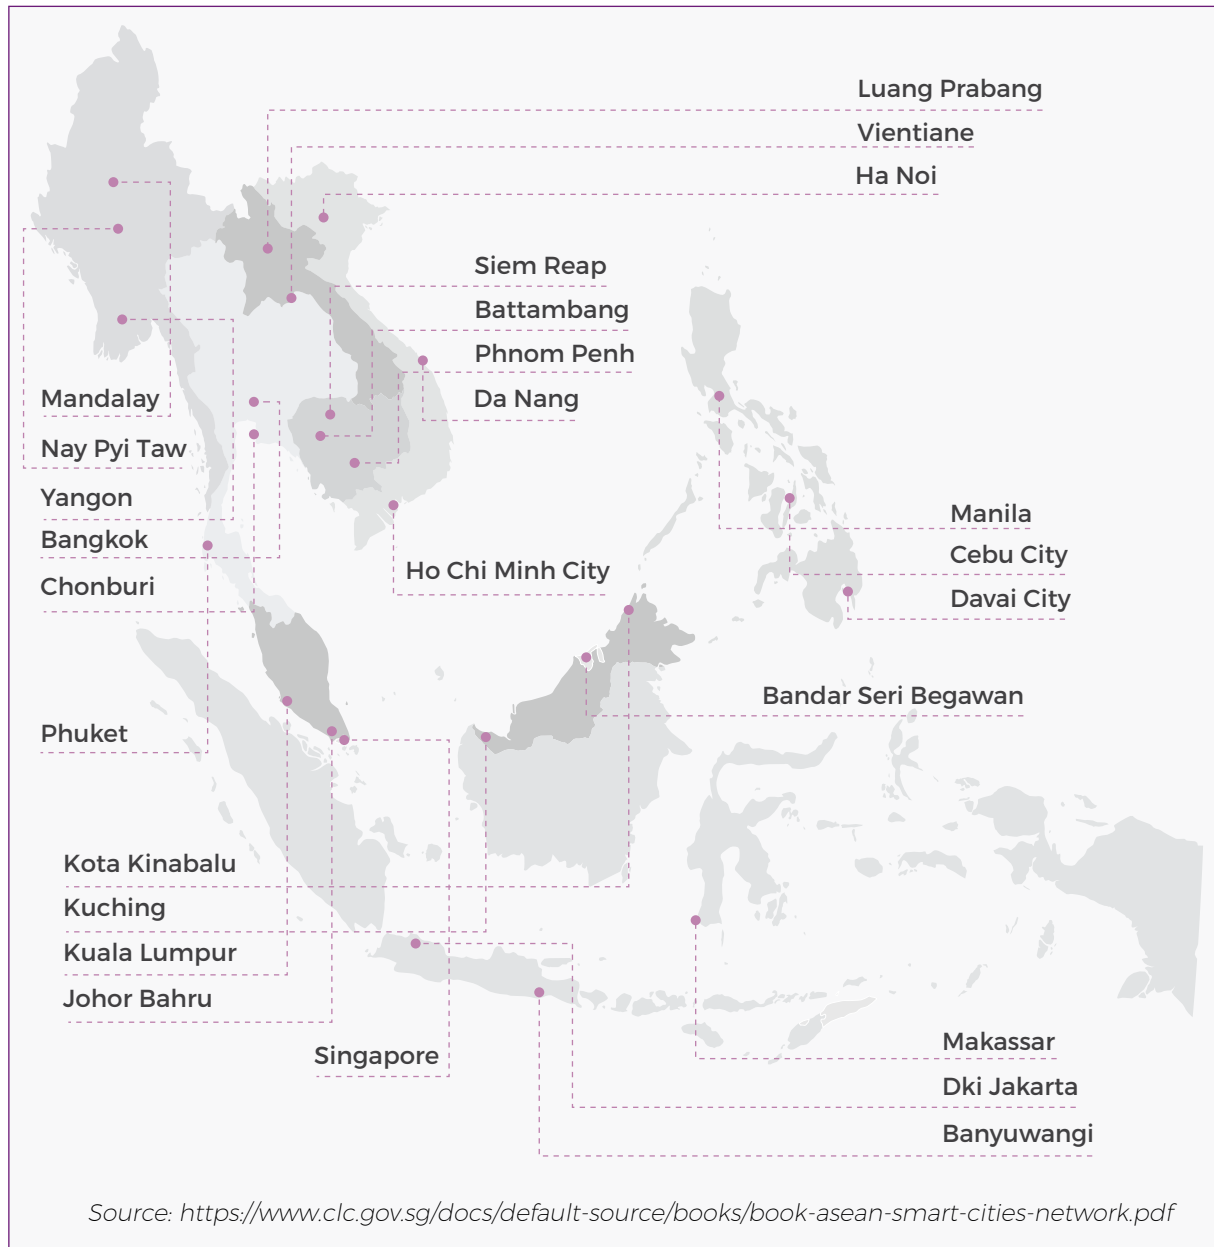 Luang Prabang
Vientiane
Ha Noi
Siem Reap
Battambang
Phnom Penh
Da Nang
Mandalay
Nay Pyi Taw
Yangon
Bangkok
Chonburi
Ho Chi Minh City
Manila
Cebu City
Davai City
Bandar Seri Begawan
Phuket
Kota Kinabalu
Kuching
Kuala Lumpur
Johor Bahru
Singapore
Makassar
Dki Jakarta
Banyuwangi
Source: https://www.clc.gov.sg/docs/default-source/books/book-asean-smart-cities-network.pdf